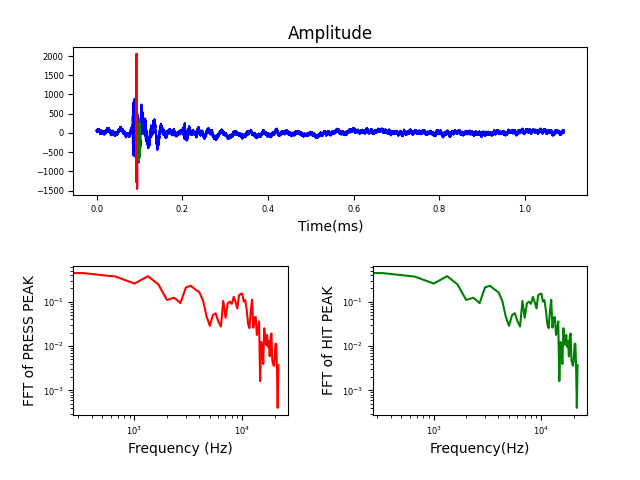 Amplitude
2000
1500
1000
500
0
−500
−1000
−1500
0.0 0.2 0.4 0.6 0.8 1.0
Time(ms)
FFT of PRESS PEAK
10⁻¹
10⁻²
10⁻³
10³ 10⁴
Frequency (Hz)
FFT of HIT PEAK
10⁻¹
10⁻²
10⁻³
10³ 10⁴
Frequency(Hz)